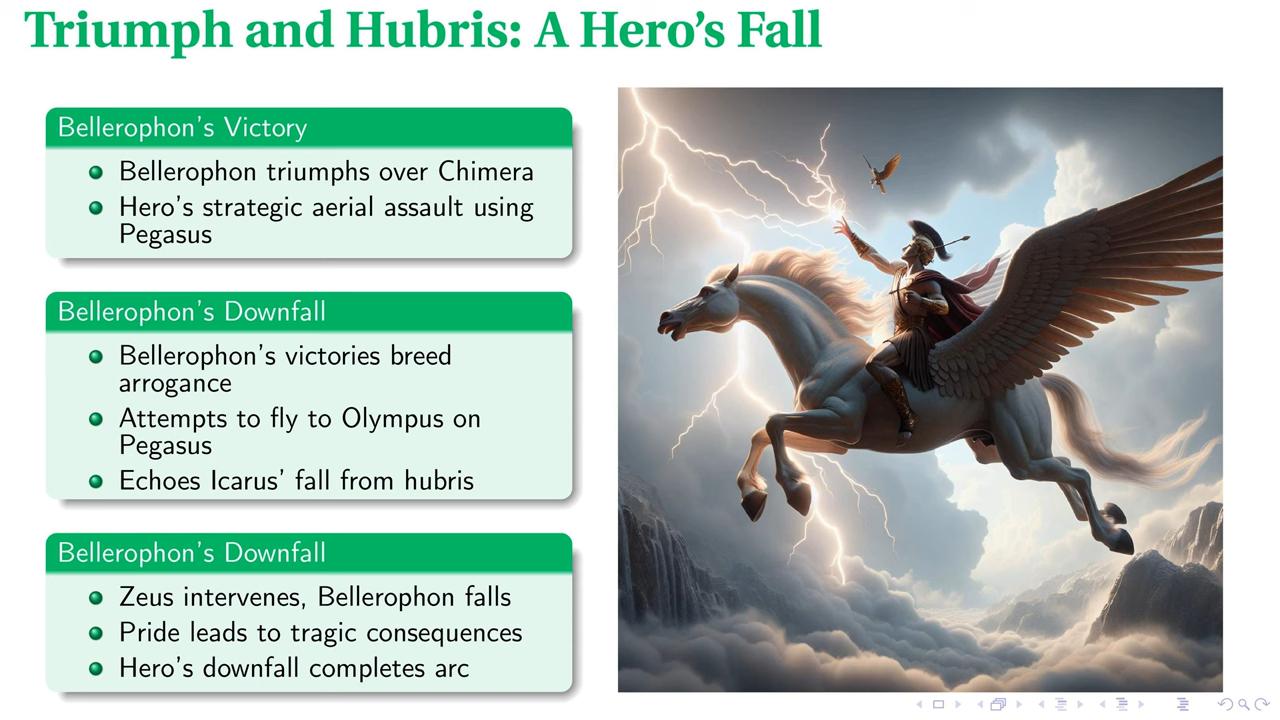 Triumph and Hubris: A Hero's Fall
Bellerophon's Victory
Bellerophon triumphs over Chimera
Hero's strategic aerial assault using
Pegasus
Bellerophon's Downfall
Bellerophon's victories breed
arrogance
Attempts to fly to Olympus on
Pegasus
Echoes Icarus' fall from hubris
Bellerophon's Downfall
Zeus intervenes, Bellerophon falls
Pride leads to tragic consequences
Hero's downfall completes arc